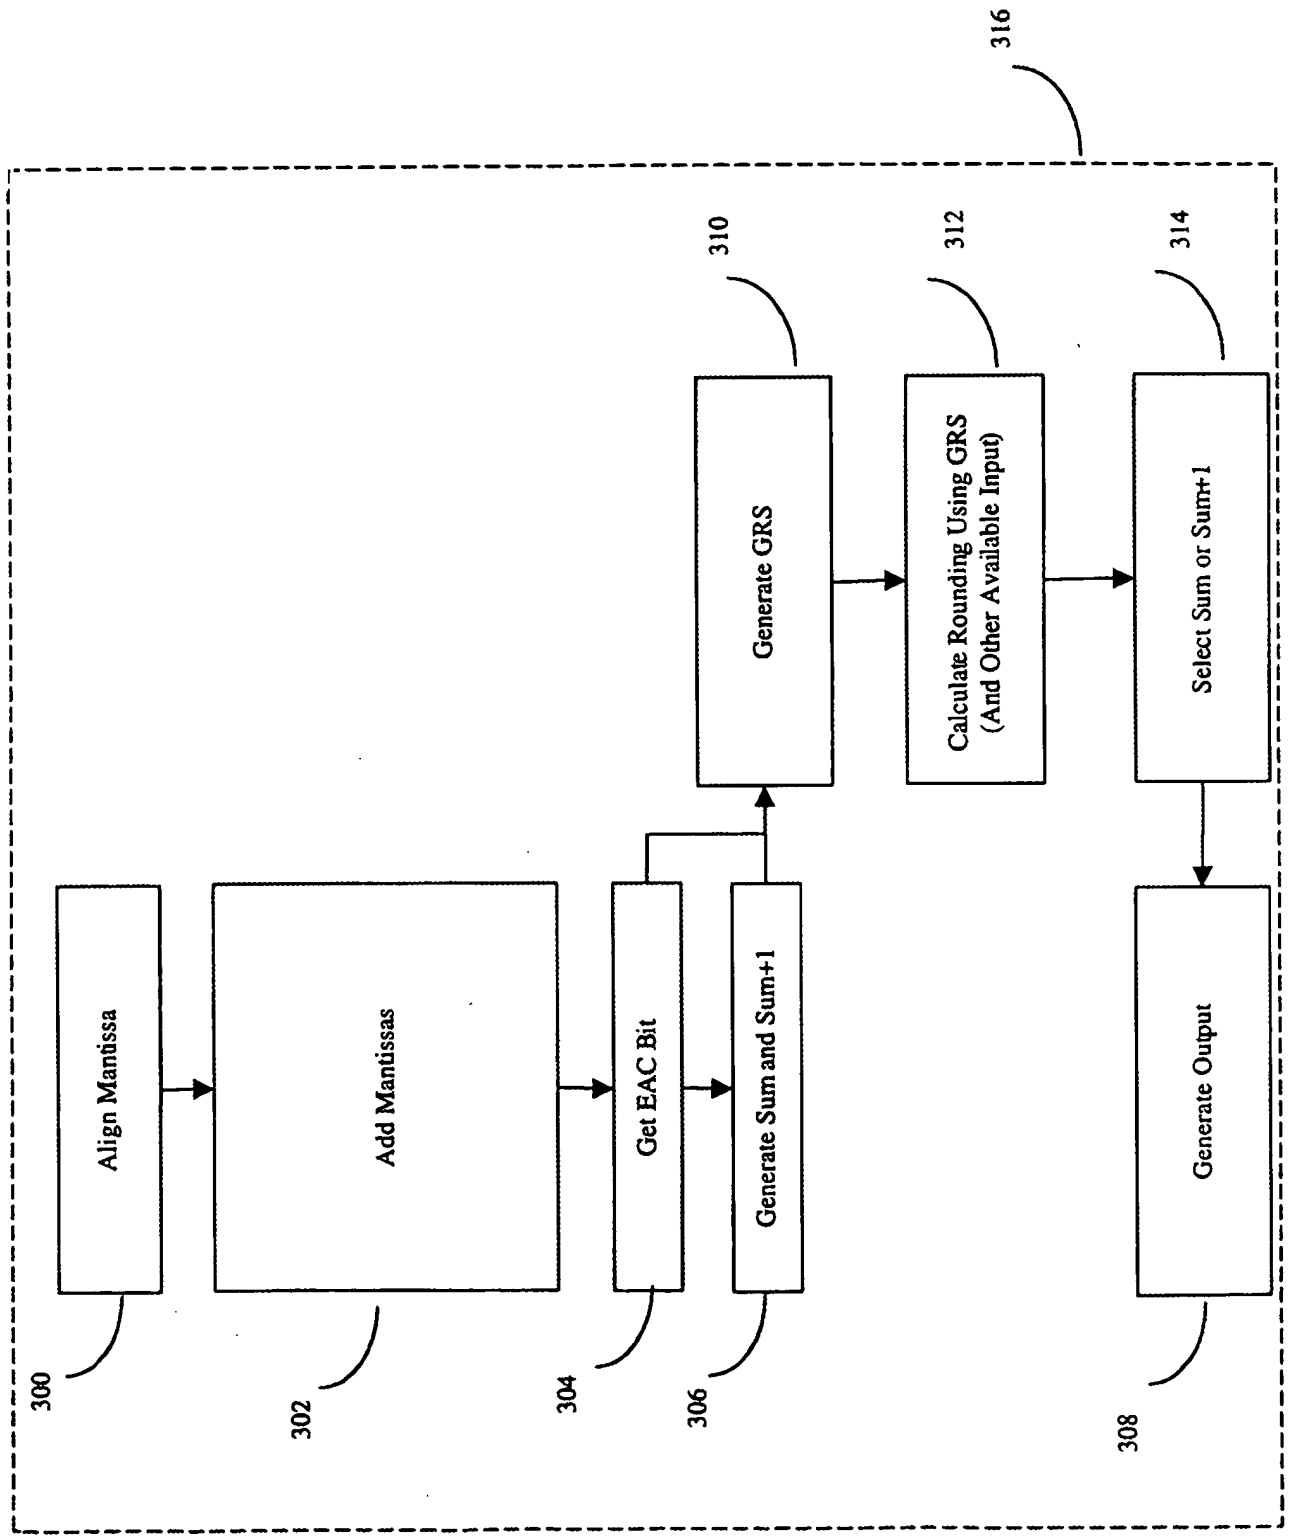 316
300
Align Mantissa
302
Add Mantissas
304
Get EAC Bit
306
Generate Sum and Sum+1
310
Generate GRS
312
Calculate Rounding Using GRS
(And Other Available Input)
314
Select Sum or Sum+1
308
Generate Output